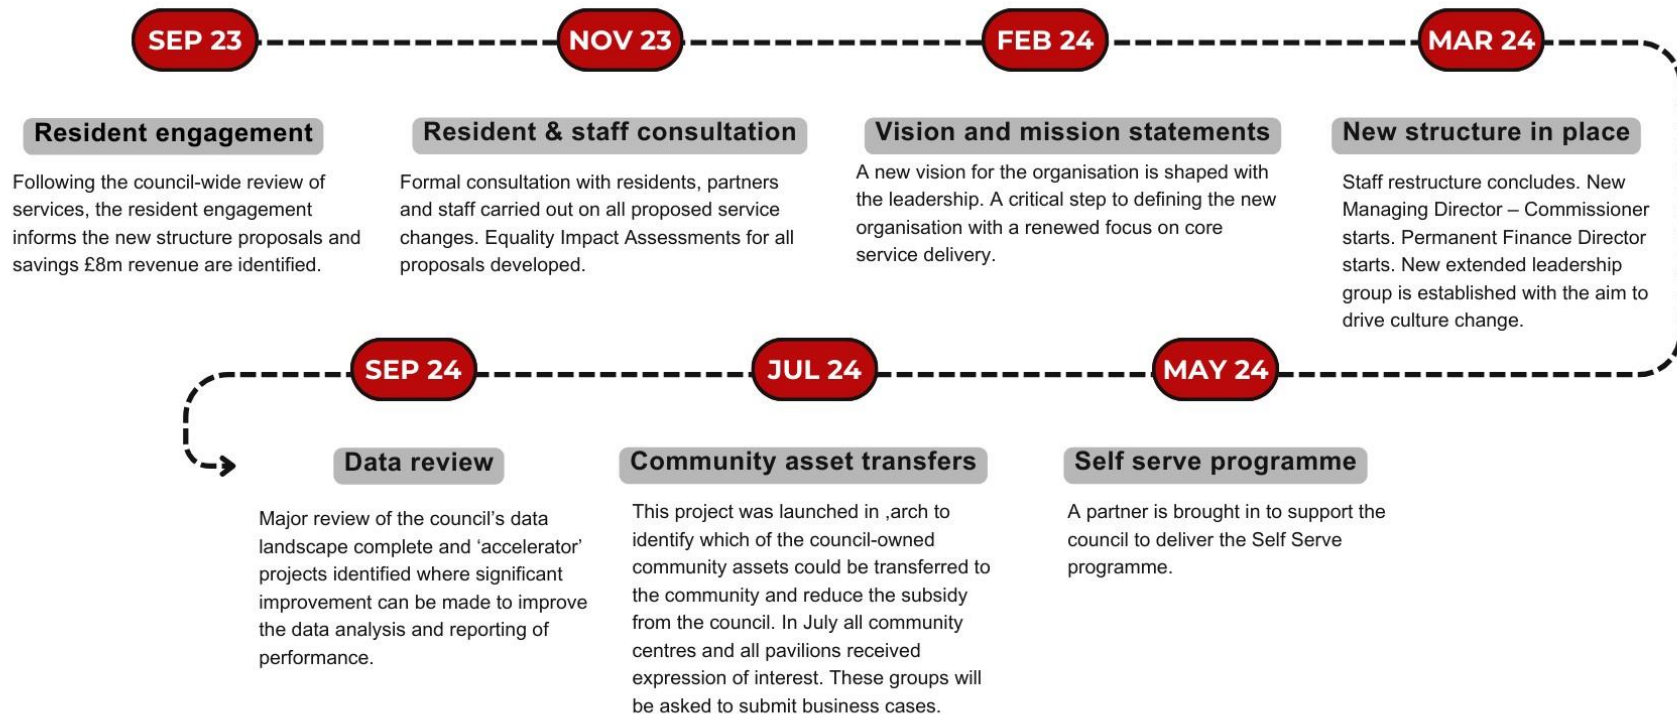 SEP 23
NOV 23
FEB 24
MAR 24
Resident engagement
Following the council-wide review of
services, the resident engagement
informs the new structure proposals and
savings £8m revenue are identified.
Resident & staff consultation
Formal consultation with residents, partners
and staff carried out on all proposed service
changes. Equality Impact Assessments for all
proposals developed.
Vision and mission statements
A new vision for the organisation is shaped with
the leadership. A critical step to defining the new
organisation with a renewed focus on core
service delivery.
New structure in place
Staff restructure concludes. New
Managing Director – Commissioner
starts. Permanent Finance Director
starts. New extended leadership
group is established with the aim to
drive culture change.
MAY 24
Self serve programme
A partner is brought in to support the
council to deliver the Self Serve
programme.
JUL 24
Community asset transfers
This project was launched in ,arch to
identify which of the council-owned
community assets could be transferred to
the community and reduce the subsidy
from the council. In July all community
centres and all pavilions received
expression of interest. These groups will
be asked to submit business cases.
SEP 24
Data review
Major review of the council’s data
landscape complete and ‘accelerator’
projects identified where significant
improvement can be made to improve
the data analysis and reporting of
performance.